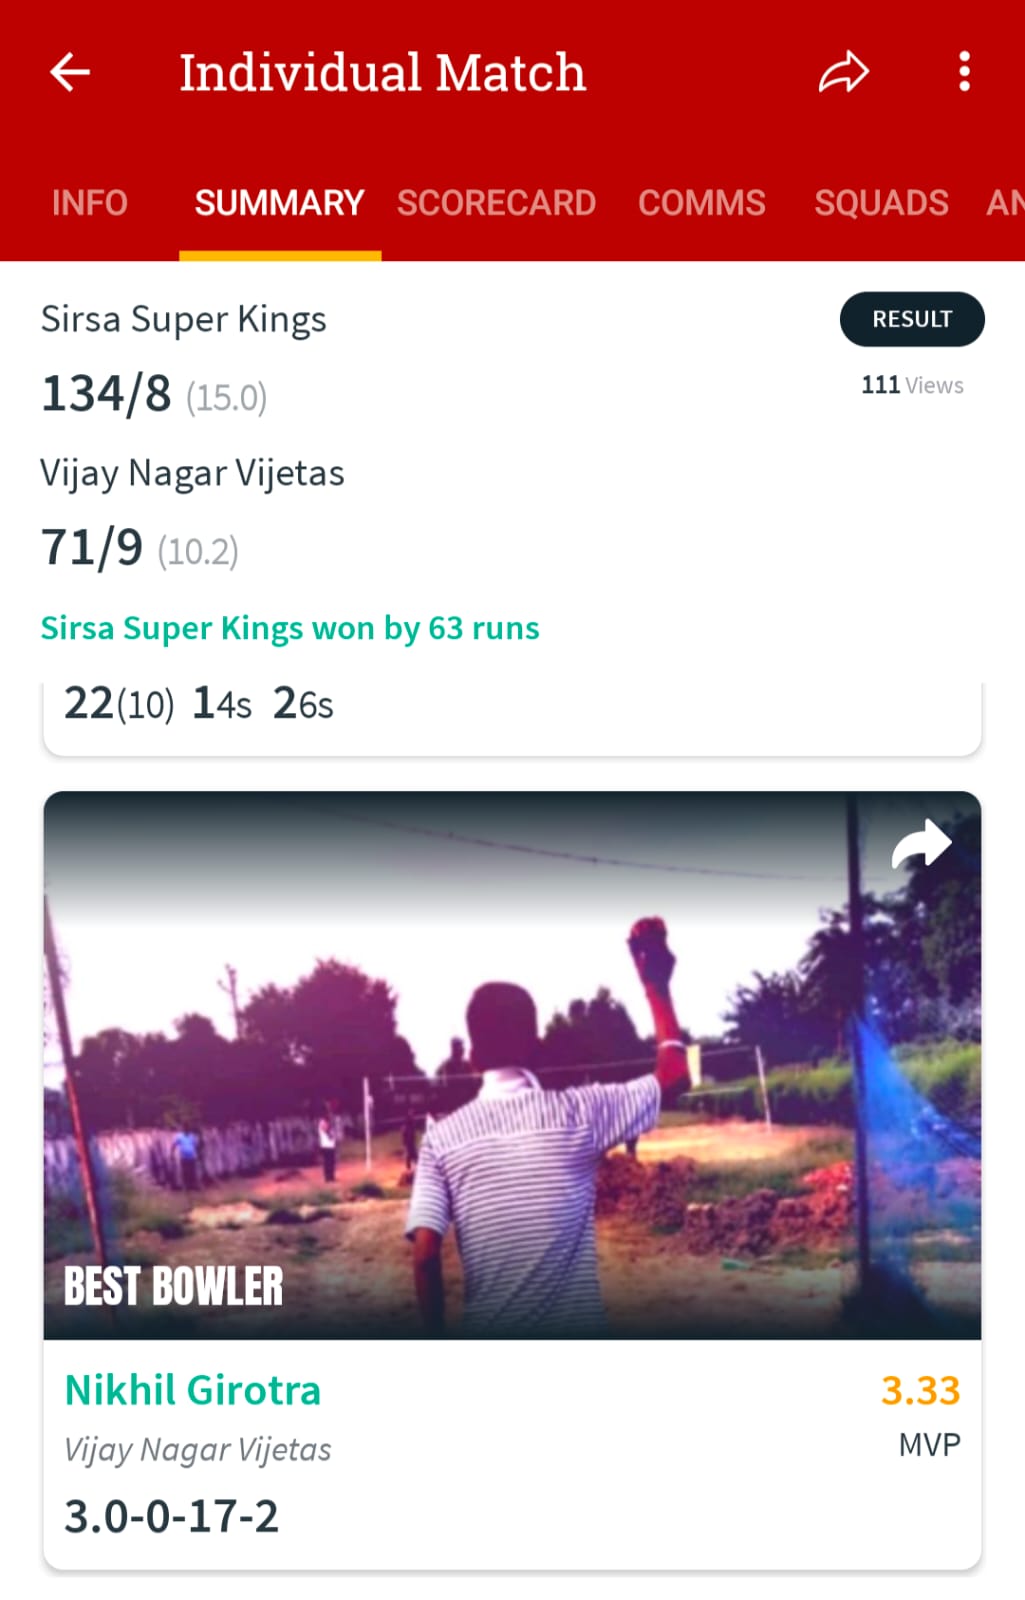 Individual Match
INFO SUMMARY SCORECARD COMMS SQUADS AN
Sirsa Super Kings
RESULT
134/8 (15.0)
111 Views
Vijay Nagar Vijetas
71/9 (10.2)
Sirsa Super Kings won by 63 runs
22(10) 14s 26s
BEST BOWLER
Nikhil Girotra
3.33
Vijay Nagar Vijetas
MVP
3.0-0-17-2